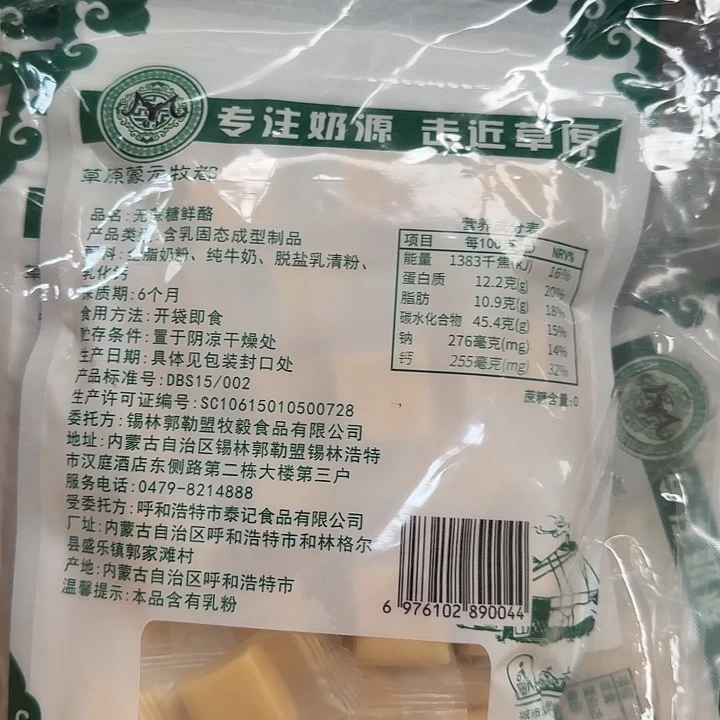 专注奶源 走近草原
草原蒙元牧都
品名:无蔗糖鲜酪
产品类型:含乳固态成型制品
配料:全脂奶粉、纯牛奶、脱盐乳清粉、
乳化钙
保质期:6个月
食用方法:开袋即食
贮存条件:置于阴凉干燥处
生产日期:具体见包装封口处
产品标准号:DBS15/002
生产许可证编号:SC10615010500728
委托方:锡林郭勒盟牧毅食品有限公司
地址:内蒙古自治区锡林郭勒盟锡林浩特
市汉庭酒店东侧路第二栋大楼第三户
服务电话:0479-8214888
受委托方:呼和浩特市泰记食品有限公司
厂址:内蒙古自治区呼和浩特市和林格尔
县盛乐镇郭家滩村
产地:内蒙古自治区呼和浩特市
温馨提示:本品含有乳粉
营养成分表
项目 每100克(g) NRV%
能量 1383千焦(KJ) 16%
蛋白质 12.2克(g) 20%
脂肪 10.9克(g) 18%
碳水化合物 45.4克(g) 15%
钠 276毫克(mg) 14%
钙 255毫克(mg) 32%
蔗糖含量:0
6 976102 890044